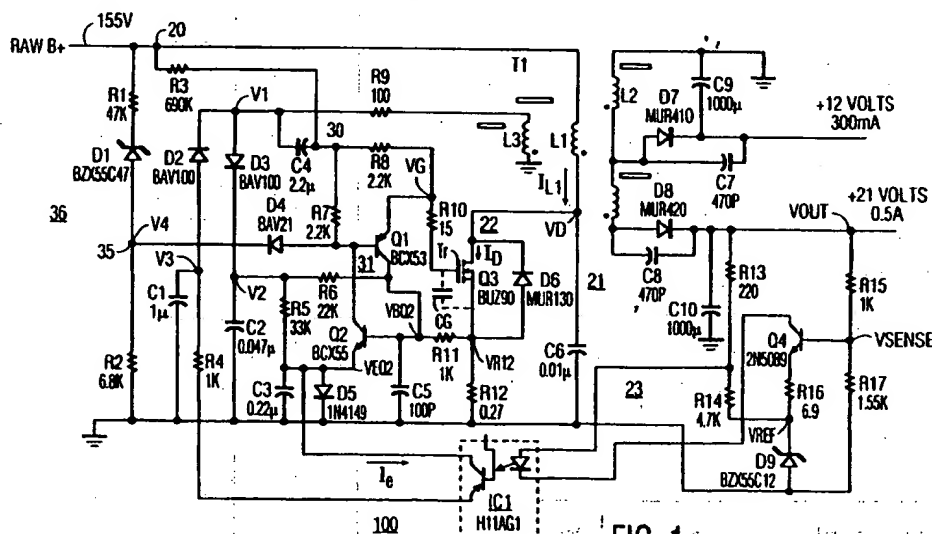 155V
20
RAW B+
R1
47K
R3
690K
V1
R9
100
T1
30
L3
L1
L2
D7
MUR410
C9
1000µ
+12 VOLTS
300mA
C7
470P
D1
BZX55C47
D2
BAV100
D3
BAV100
C4
2.2µ
R8
2.2K
VG
IL1
36
D4
BAV21
R7
2.2K
R10
15
22
VD
D8
MUR420
VOUT
+21 VOLTS
0.5A
V4
35
V3
Q1
BCX53
Tr
ID
Q3
BUZ90
D6
MUR130
21
C8
470P
R13
220
R15
1K
31
V2
R6
22K
CG
C10
1000µ
C1
1µ
R5
33K
Q2
BCX55
VBQ2
VSENSE
Q4
2N5089
C2
0.047µ
R11
1K
VR12
C6
0.01µ
R2
6.8K
R4
1K
VEQ2
C3
0.22µ
D5
1N4149
C5
100P
R12
0.27
23
R14
4.7K
R16
6.9
R17
1.55K
VREF
D9
BZX55C12
Ie
IC1
H11AG1
100
FIG. 1